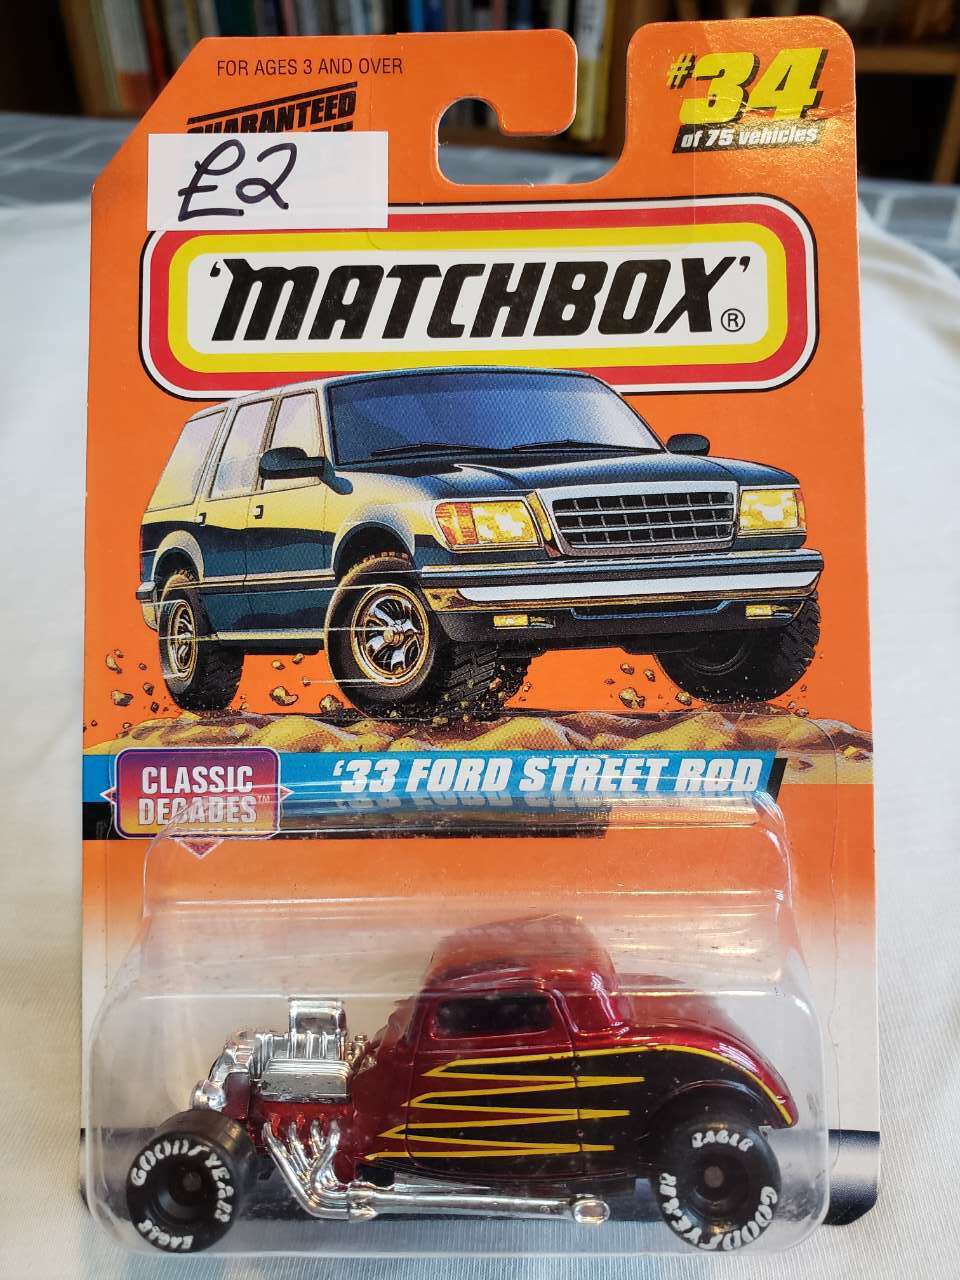 FOR AGES 3 AND OVER
GUARANTEED
£2
#34
of 75 vehicles
'MATCHBOX'®
CLASSIC
DECADES™
'33 FORD STREET ROD
GOODYEAR
EAGLE
EAGLE
GOODYEAR